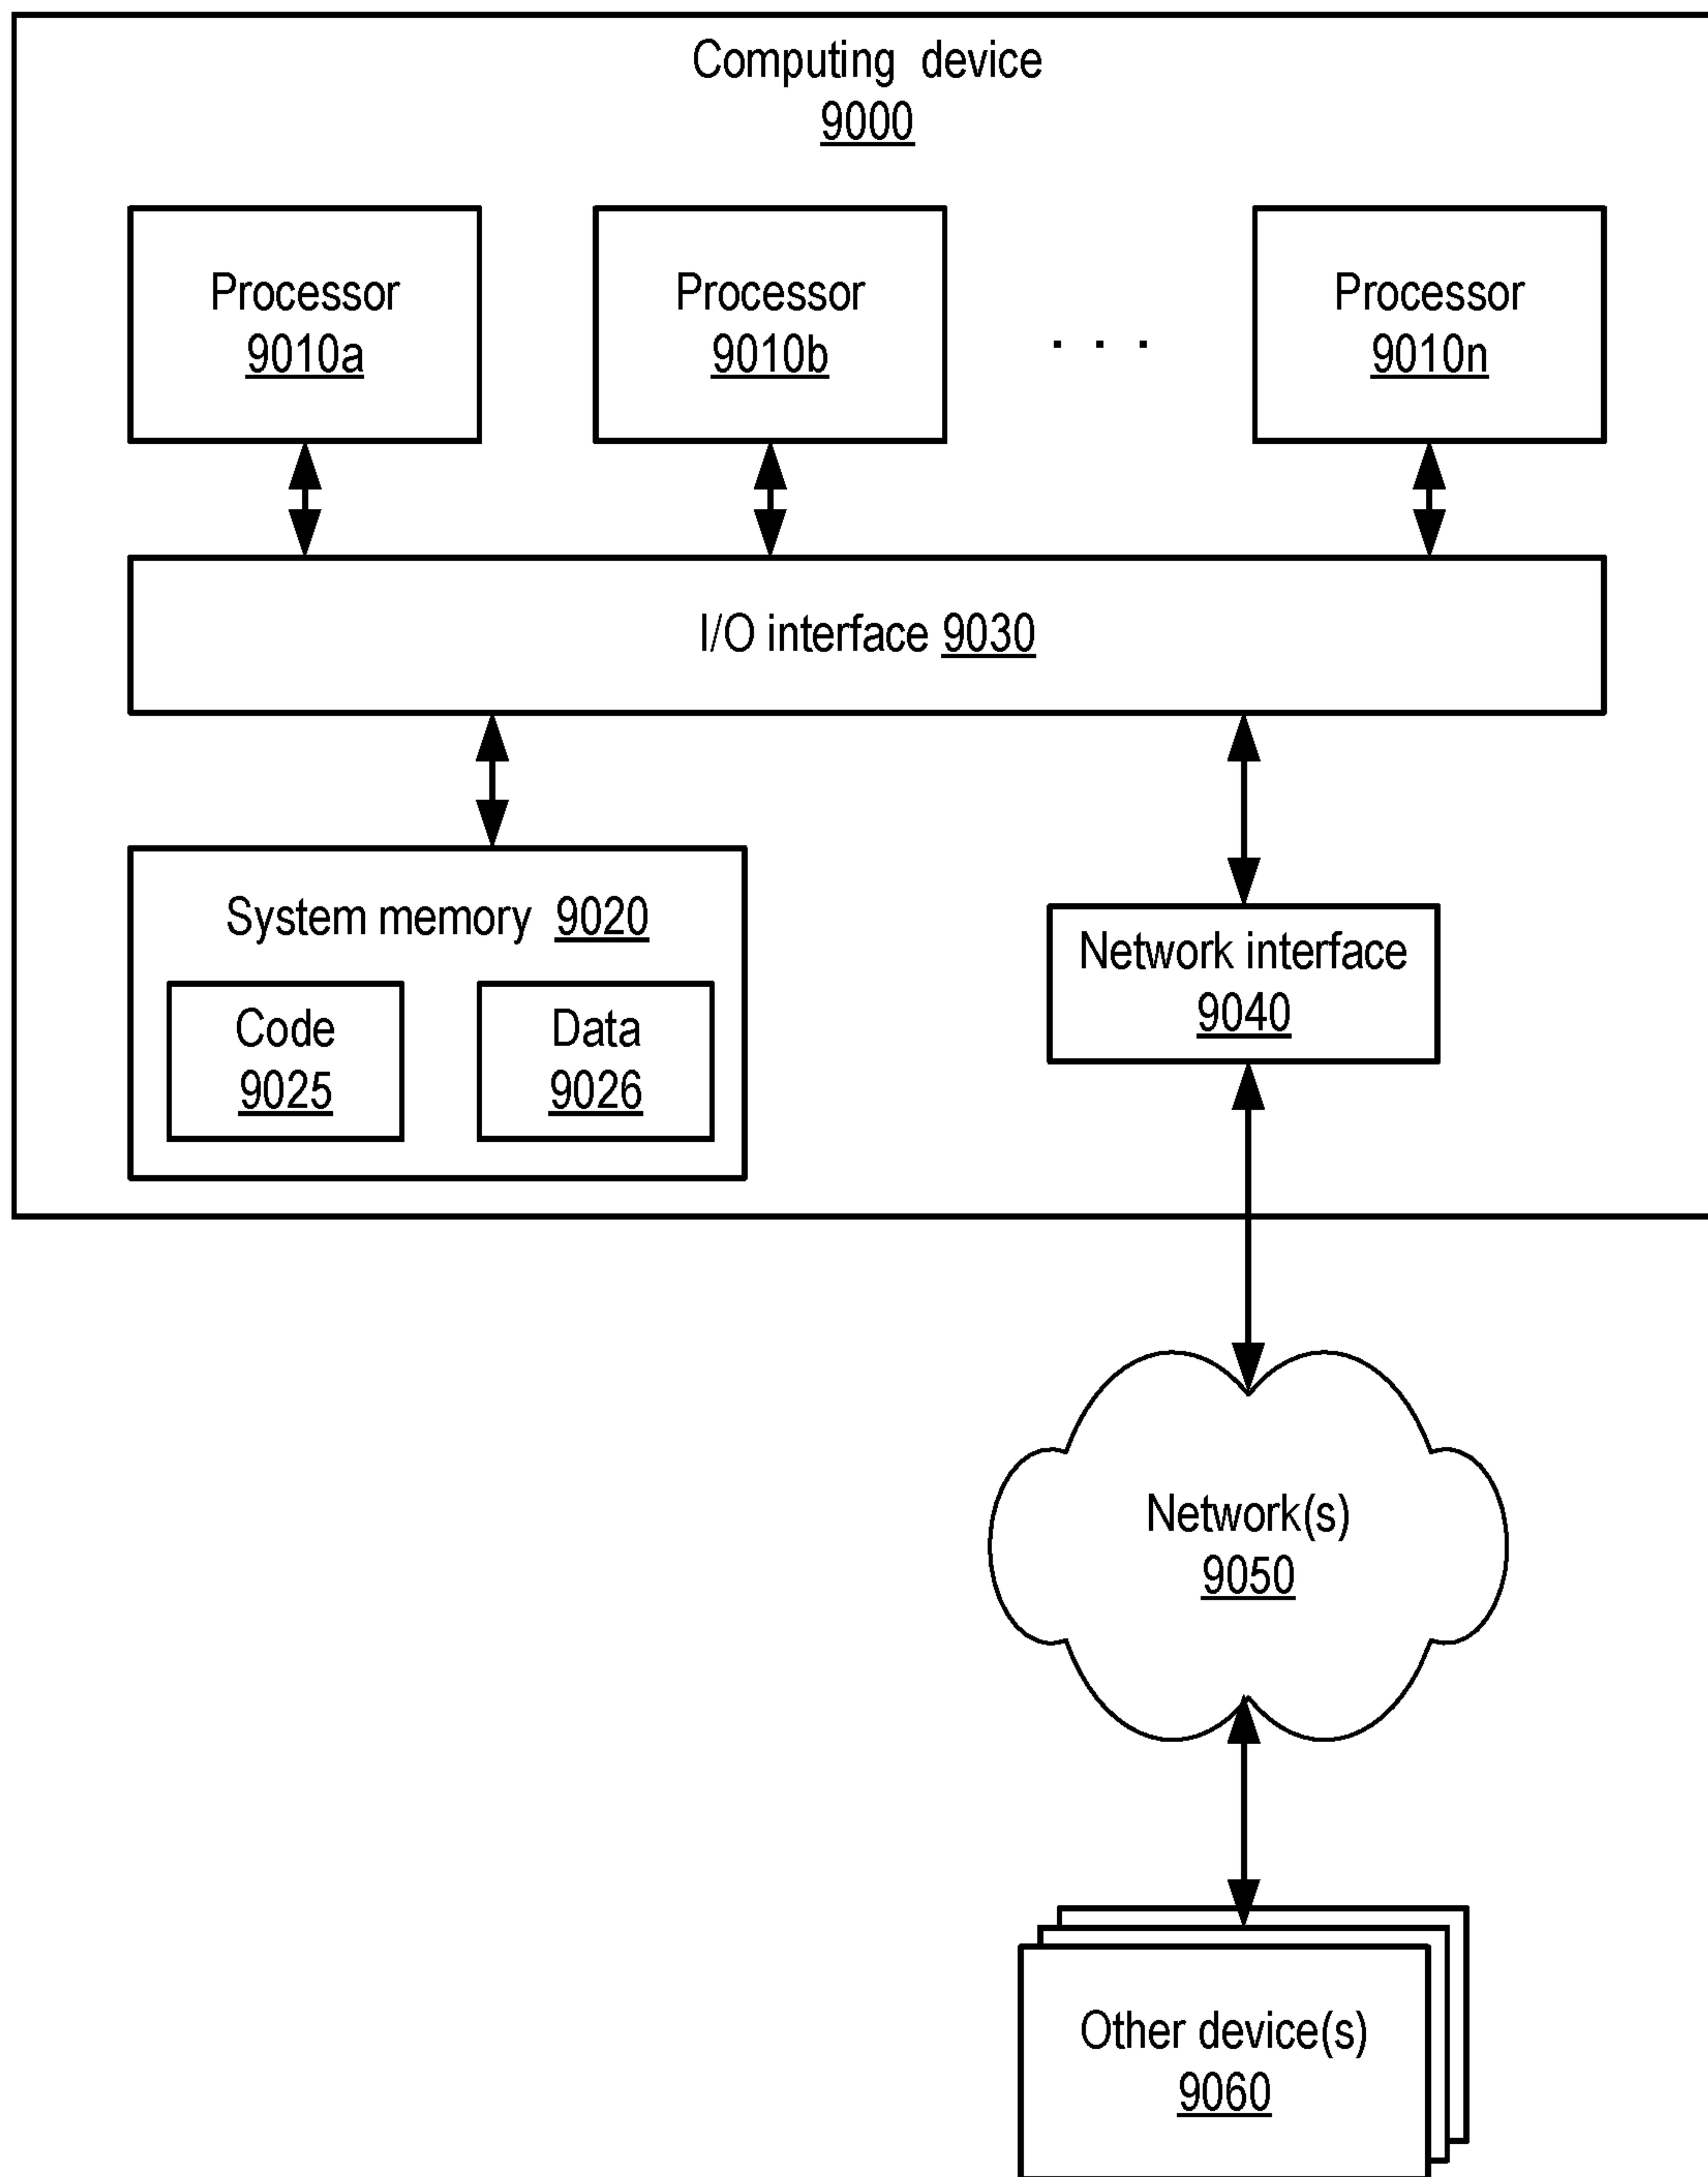 Computing device
9000
Processor
9010a
Processor
9010b
. . .
Processor
9010n
I/O interface 9030
System memory 9020
Code
9025
Data
9026
Network interface
9040
Network(s)
9050
Other device(s)
9060